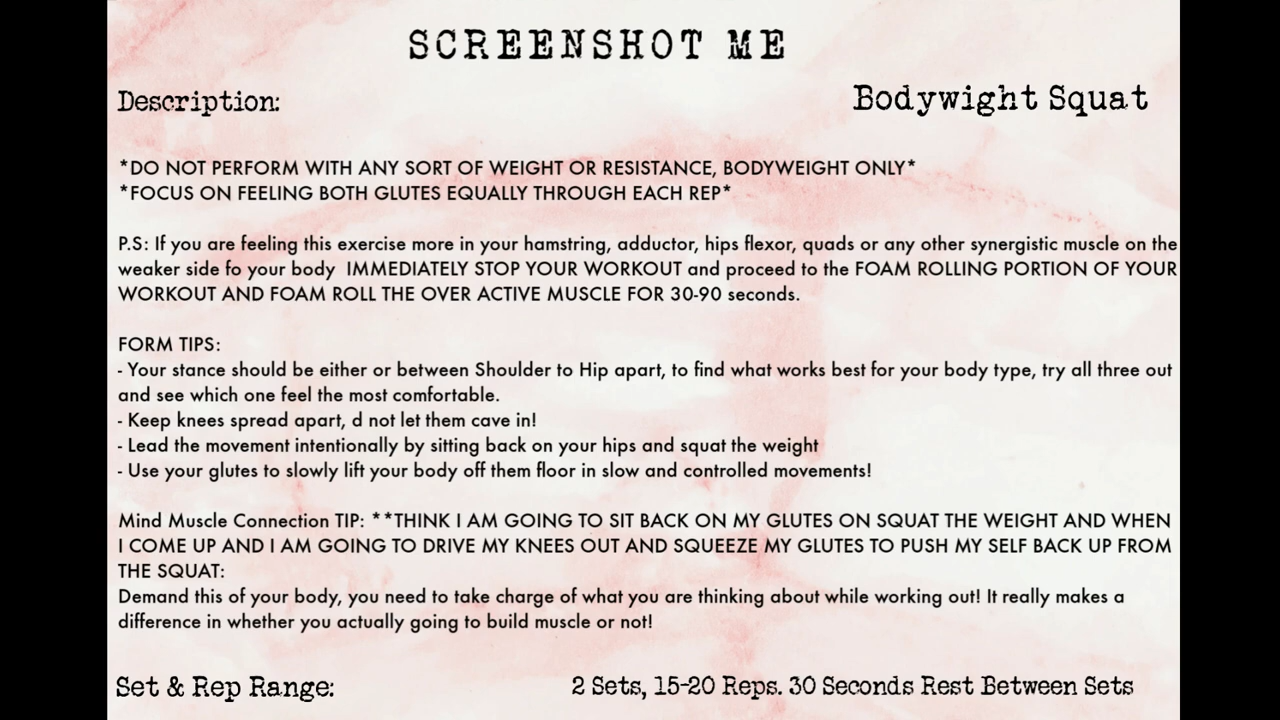 SCREENSHOT ME
Description:
Bodywight Squat
*DO NOT PERFORM WITH ANY SORT OF WEIGHT OR RESISTANCE, BODYWEIGHT ONLY*
*FOCUS ON FEELING BOTH GLUTES EQUALLY THROUGH EACH REP*
P.S: If you are feeling this exercise more in your hamstring, adductor, hips flexor, quads or any other synergistic muscle on the
weaker side fo your body  IMMEDIATELY STOP YOUR WORKOUT and proceed to the FOAM ROLLING PORTION OF YOUR
WORKOUT AND FOAM ROLL THE OVER ACTIVE MUSCLE FOR 30-90 seconds.
FORM TIPS:
- Your stance should be either or between Shoulder to Hip apart, to find what works best for your body type, try all three out
and see which one feel the most comfortable.
- Keep knees spread apart, d not let them cave in!
- Lead the movement intentionally by sitting back on your hips and squat the weight
- Use your glutes to slowly lift your body off them floor in slow and controlled movements!
Mind Muscle Connection TIP: **THINK I AM GOING TO SIT BACK ON MY GLUTES ON SQUAT THE WEIGHT AND WHEN
I COME UP AND I AM GOING TO DRIVE MY KNEES OUT AND SQUEEZE MY GLUTES TO PUSH MY SELF BACK UP FROM
THE SQUAT:
Demand this of your body, you need to take charge of what you are thinking about while working out! It really makes a
difference in whether you actually going to build muscle or not!
Set & Rep Range:
2 Sets, 15-20 Reps. 30 Seconds Rest Between Sets